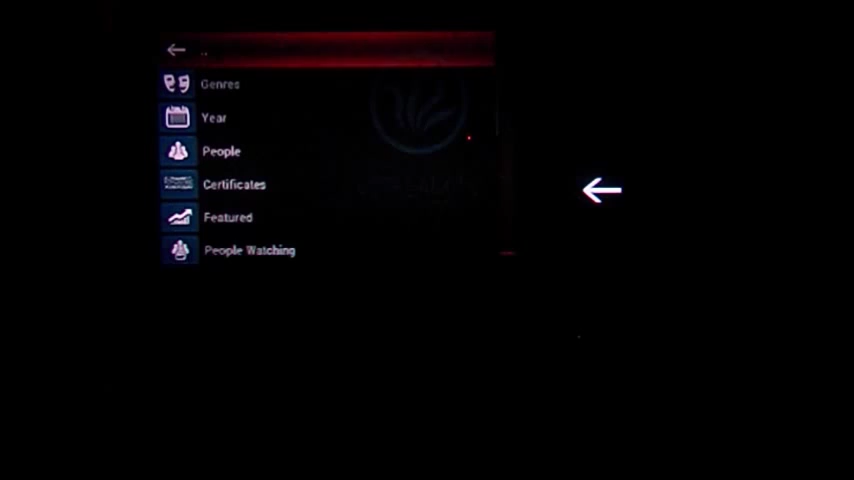 ..
Genres
Year
People
Certificates
Featured
People Watching